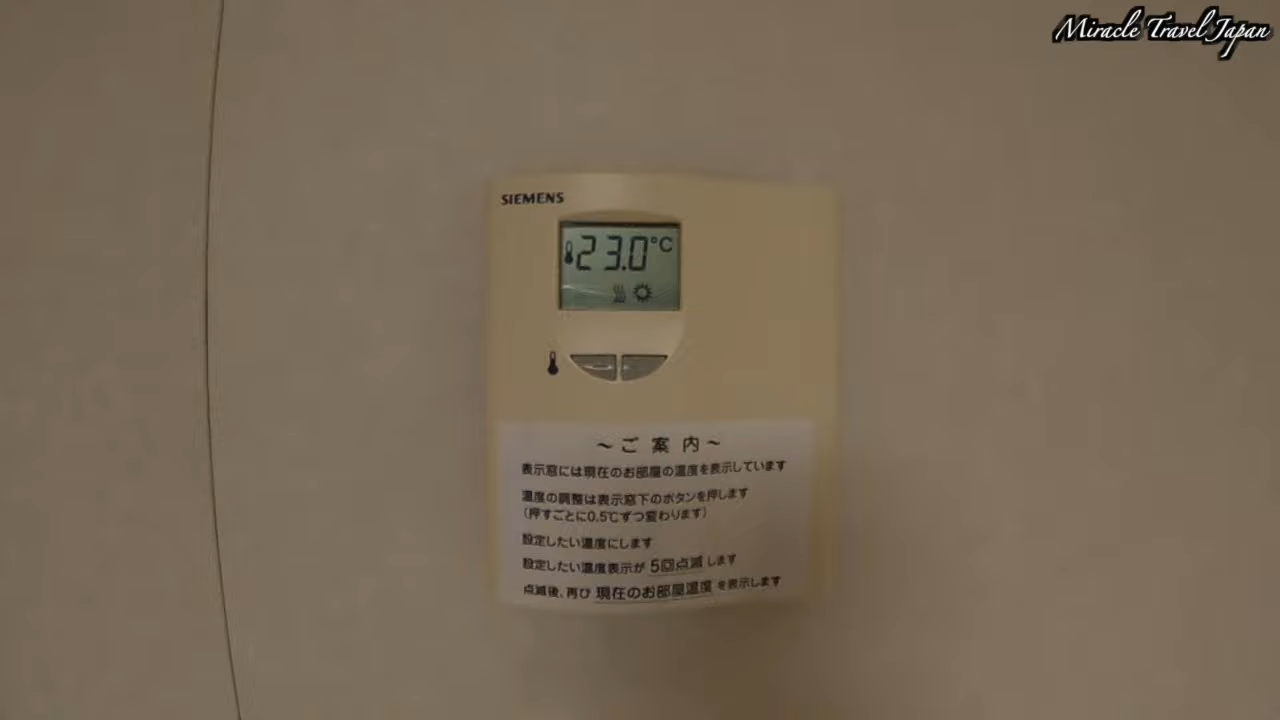 Miracle Travel Japan
SIEMENS
23.0°C
～ご案内～
表示窓には現在のお部屋の温度を表示しています
温度の調整は表示窓下のボタンを押します
（押すごとに0.5℃ずつ変わります）
設定したい温度にします
設定したい温度表示が 5回点滅 します
点滅後、再び 現在のお部屋温度 を表示します